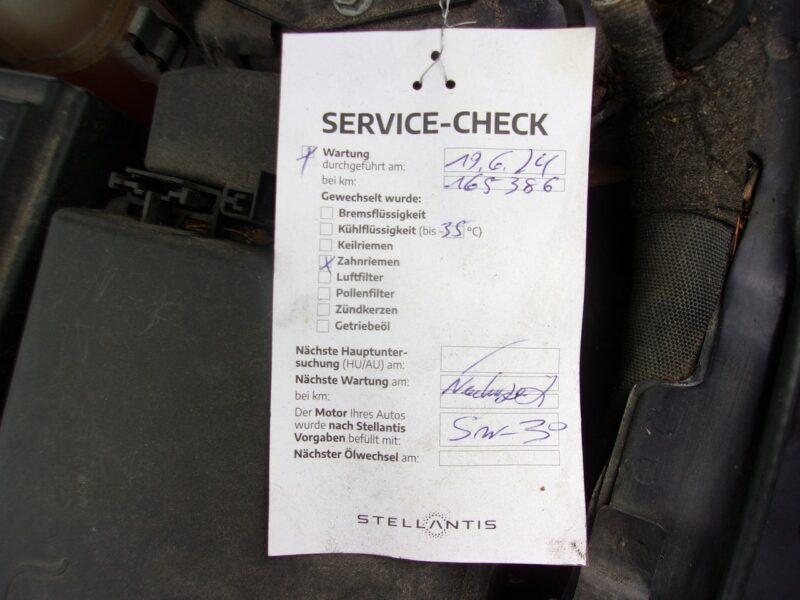 SERVICE-CHECK
x Wartung 19.6.24
durchgeführt am:
bei km: 165 386
Gewechselt wurde:
Bremsflüssigkeit
Kühlflüssigkeit (bis -35 °C)
Keilriemen
x Zahnriemen
Luftfilter
Pollenfilter
Zündkerzen
Getriebeöl
Nächste Hauptunter-
suchung (HU/AU) am:
Nächste Wartung am:
bei km:
Der Motor Ihres Autos
wurde nach Stellantis 5W-30
Vorgaben befüllt mit:
Nächster Ölwechsel am:
STELLANTIS